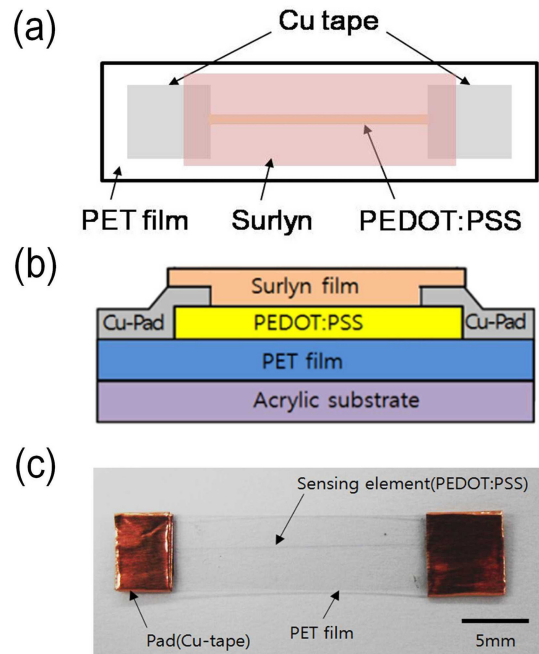 (a)
Cu tape
PET film
Surlyn
PEDOT:PSS
(b)
Surlyn film
Cu-Pad
PEDOT:PSS
Cu-Pad
PET film
Acrylic substrate
(c)
Sensing element(PEDOT:PSS)
Pad(Cu-tape)
PET film
5mm